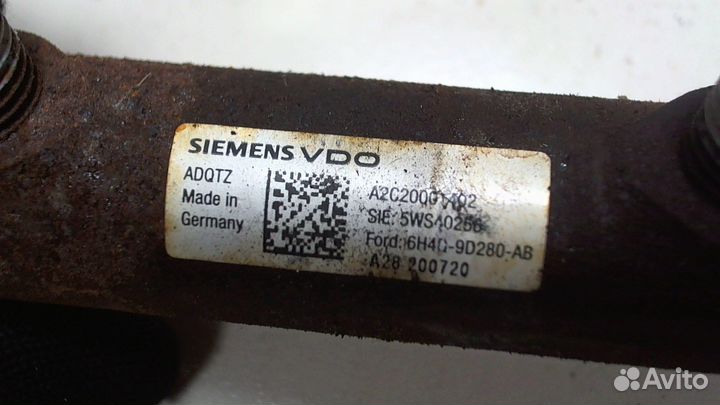 SIEMENS VDO
ADQTZ
Made in
Germany
A2C20001402
SIE: 5WS40256
Ford: 6H4Q-9D280-AB
A28 200720
Avito